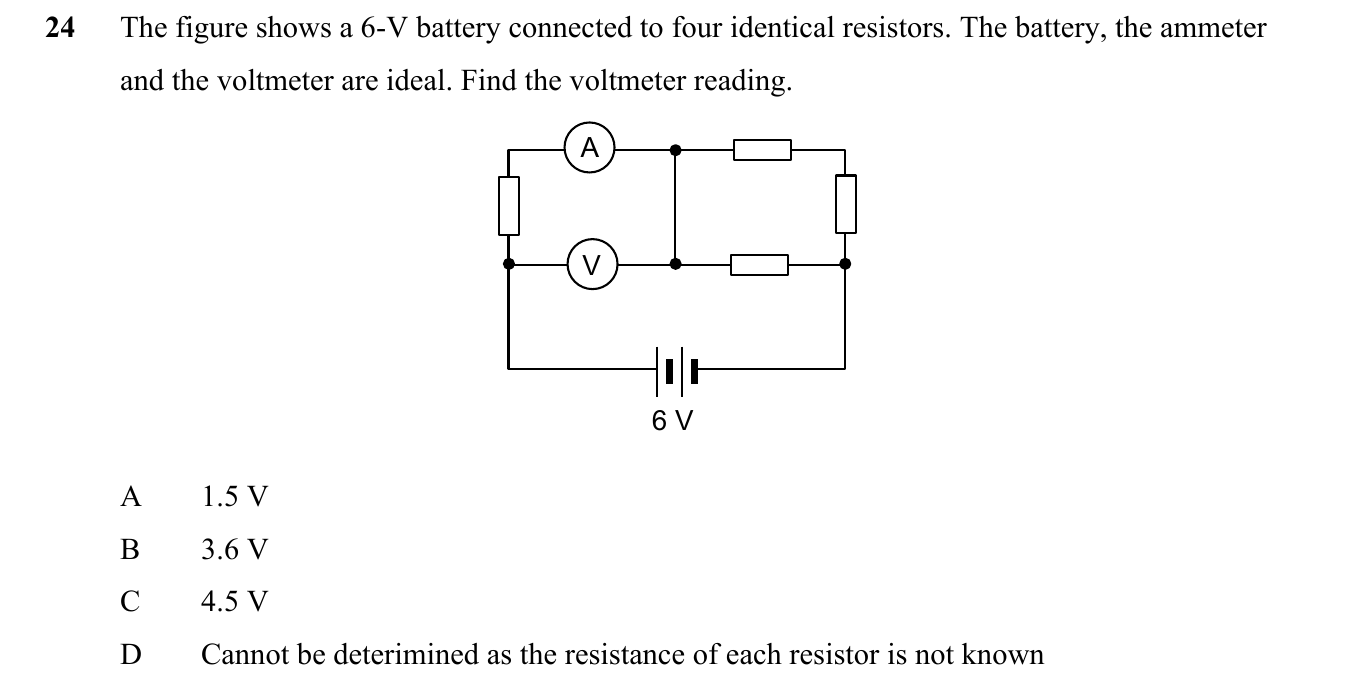 24 The figure shows a 6-V battery connected to four identical resistors. The battery, the ammeter
and the voltmeter are ideal. Find the voltmeter reading.
A
V
6 V
A 1.5 V
B 3.6 V
C 4.5 V
D Cannot be deterimined as the resistance of each resistor is not known